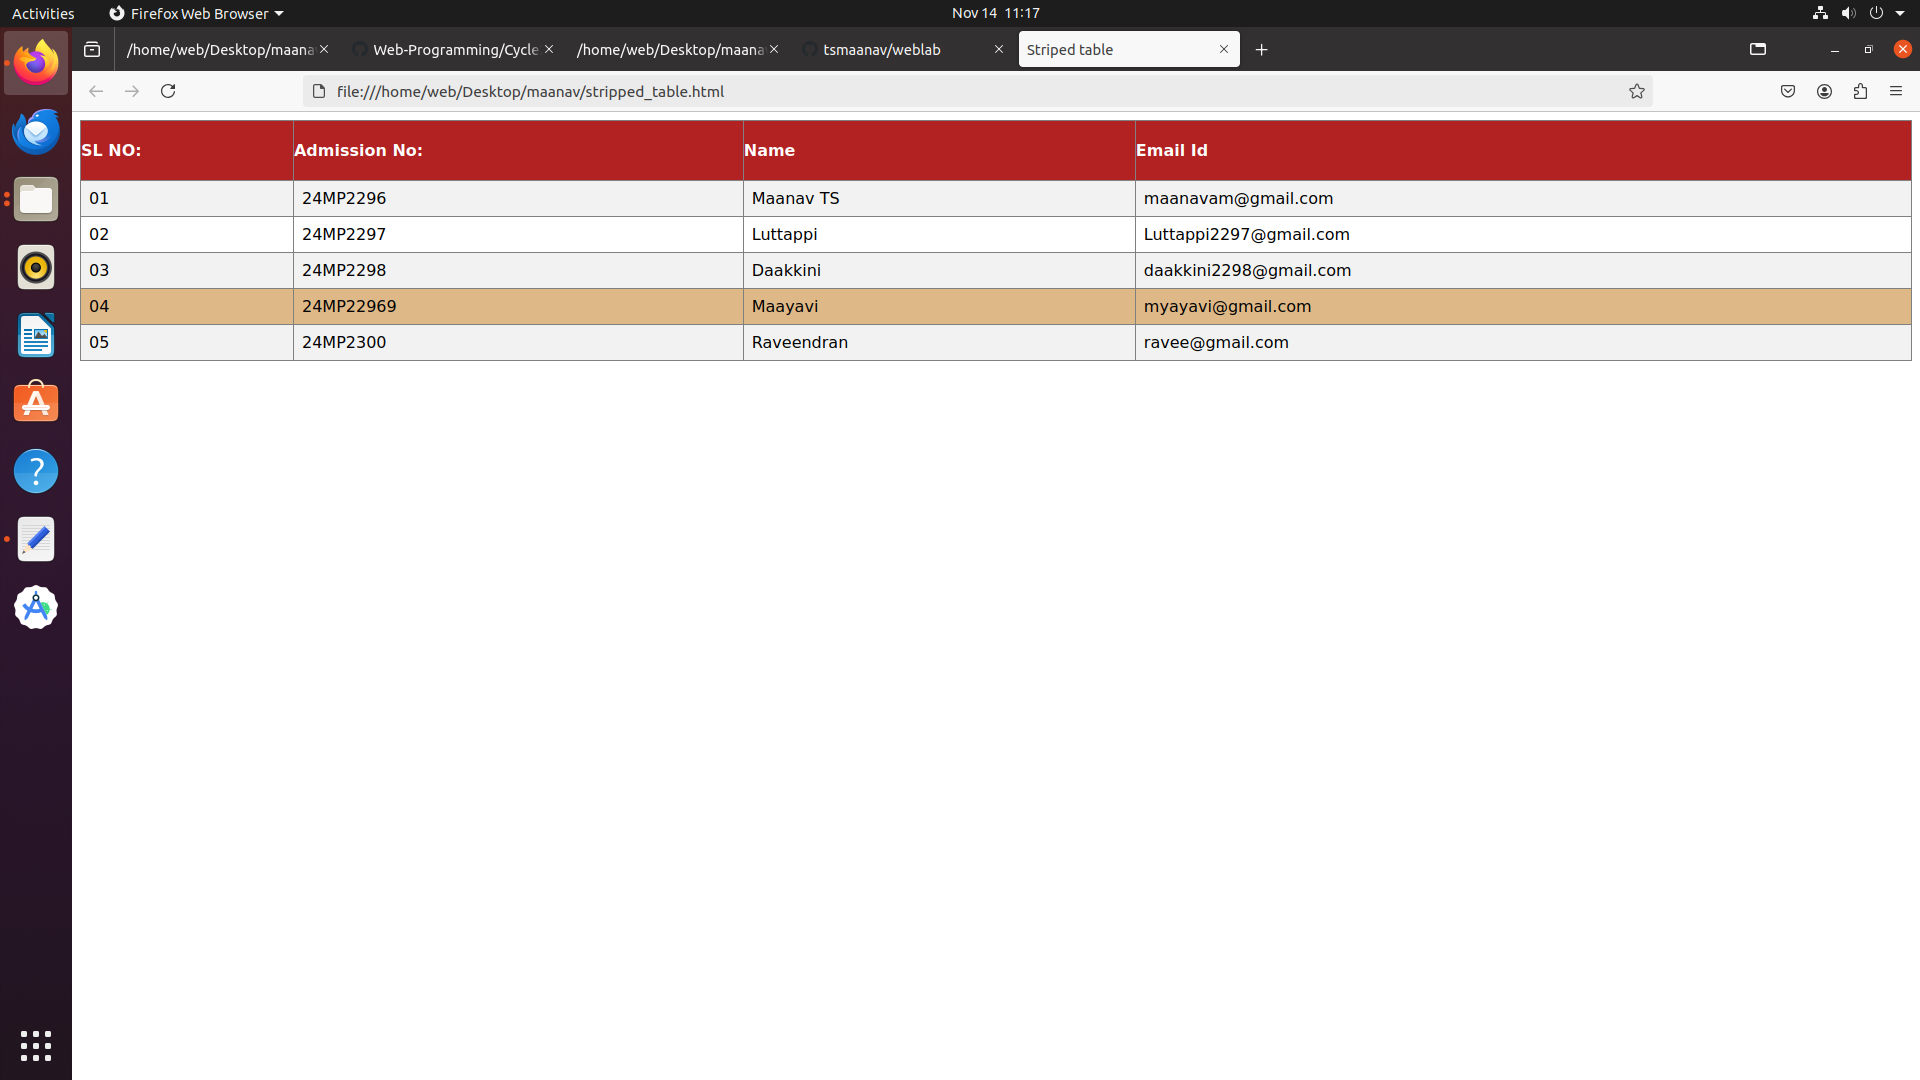 Activities Firefox Web Browser Nov 14 11:17
/home/web/Desktop/maana Web-Programming/Cycle /home/web/Desktop/maana tsmaanav/weblab Striped table
file:///home/web/Desktop/maanav/stripped_table.html
SL NO: Admission No: Name Email Id
01 24MP2296 Maanav TS maanavam@gmail.com
02 24MP2297 Luttappi Luttappi2297@gmail.com
03 24MP2298 Daakkini daakkini2298@gmail.com
04 24MP22969 Maayavi myayavi@gmail.com
05 24MP2300 Raveendran ravee@gmail.com